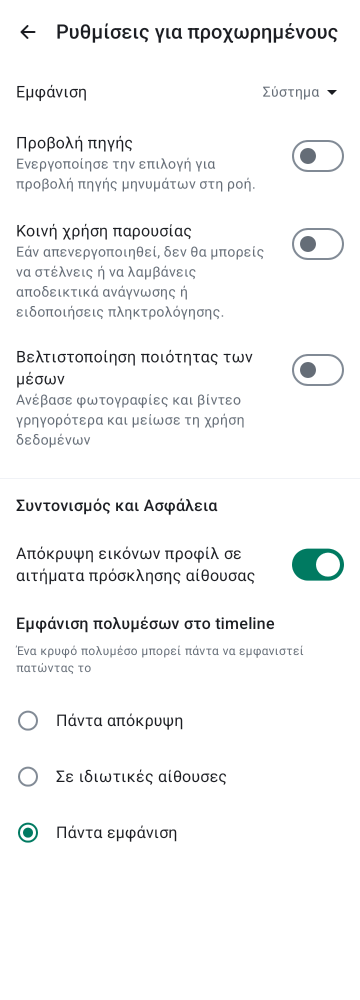 Ρυθμίσεις για προχωρημένους
Εμφάνιση
Σύστημα
Προβολή πηγής
Ενεργοποίησε την επιλογή για
προβολή πηγής μηνυμάτων στη ροή.
Κοινή χρήση παρουσίας
Εάν απενεργοποιηθεί, δεν θα μπορείς
να στέλνεις ή να λαμβάνεις
αποδεικτικά ανάγνωσης ή
ειδοποιήσεις πληκτρολόγησης.
Βελτιστοποίηση ποιότητας των
μέσων
Ανέβασε φωτογραφίες και βίντεο
γρηγορότερα και μείωσε τη χρήση
δεδομένων
Συντονισμός και Ασφάλεια
Απόκρυψη εικόνων προφίλ σε
αιτήματα πρόσκλησης αίθουσας
Εμφάνιση πολυμέσων στο timeline
Ένα κρυφό πολυμέσο μπορεί πάντα να εμφανιστεί
πατώντας το
Πάντα απόκρυψη
Σε ιδιωτικές αίθουσες
Πάντα εμφάνιση